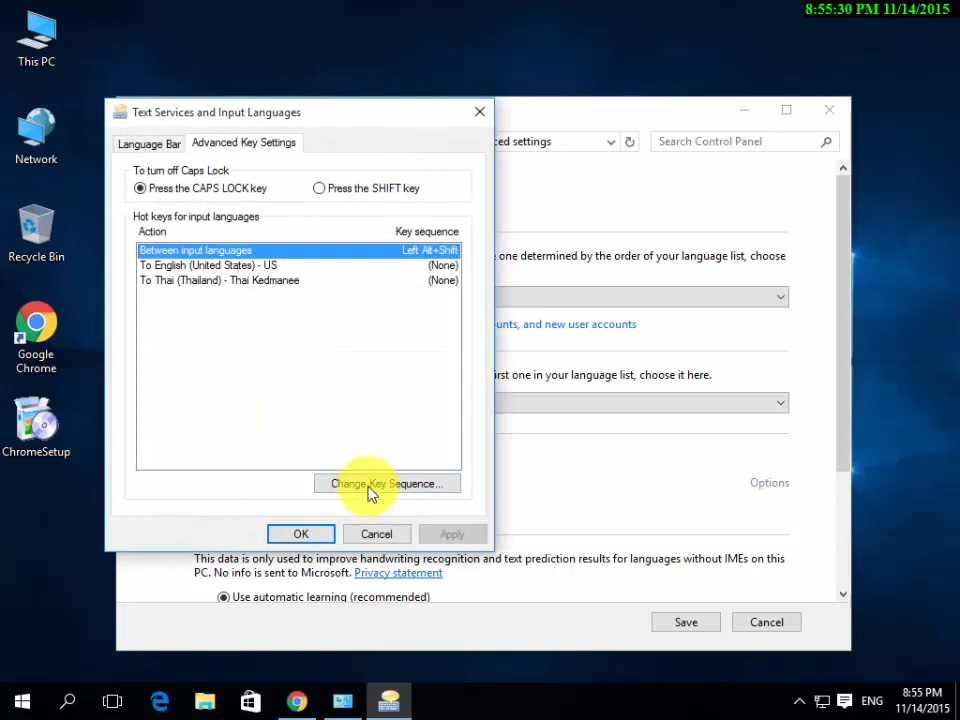 8:55:30 PM 11/14/2015
This PC
Network
Recycle Bin
Google
Chrome
ChromeSetup
Text Services and Input Languages
Language Bar
Advanced Key Settings
To turn off Caps Lock
Press the CAPS LOCK key
Press the SHIFT key
Hot keys for input languages
Action Key sequence
Between input languages Left Alt+Shift
To English (United States) - US (None)
To Thai (Thailand) - Thai Kedmanee (None)
Change Key Sequence...
OK Cancel Apply
ced settings
Search Control Panel
one determined by the order of your language list, choose
unts, and new user accounts
irst one in your language list, choose it here.
Options
This data is only used to improve handwriting recognition and text prediction results for languages without IMEs on this
PC. No info is sent to Microsoft. Privacy statement
Use automatic learning (recommended)
Save Cancel
ENG
8:55 PM
11/14/2015